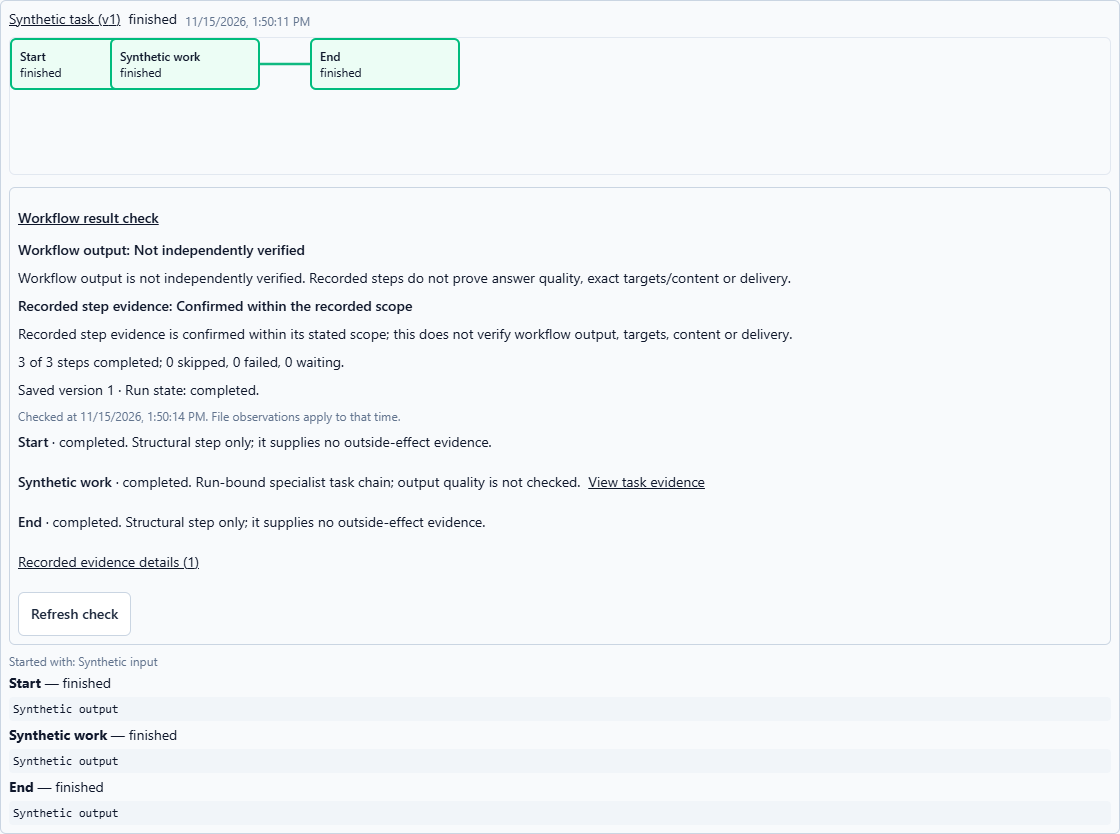 Synthetic task (v1) finished 11/15/2026, 1:50:11 PM
Start
finished
Synthetic work
finished
End
finished
Workflow result check
Workflow output: Not independently verified
Workflow output is not independently verified. Recorded steps do not prove answer quality, exact targets/content or delivery.
Recorded step evidence: Confirmed within the recorded scope
Recorded step evidence is confirmed within its stated scope; this does not verify workflow output, targets, content or delivery.
3 of 3 steps completed; 0 skipped, 0 failed, 0 waiting.
Saved version 1 · Run state: completed.
Checked at 11/15/2026, 1:50:14 PM. File observations apply to that time.
Start · completed. Structural step only; it supplies no outside-effect evidence.
Synthetic work · completed. Run-bound specialist task chain; output quality is not checked. View task evidence
End · completed. Structural step only; it supplies no outside-effect evidence.
Recorded evidence details (1)
Refresh check
Started with: Synthetic input
Start — finished
Synthetic output
Synthetic work — finished
Synthetic output
End — finished
Synthetic output